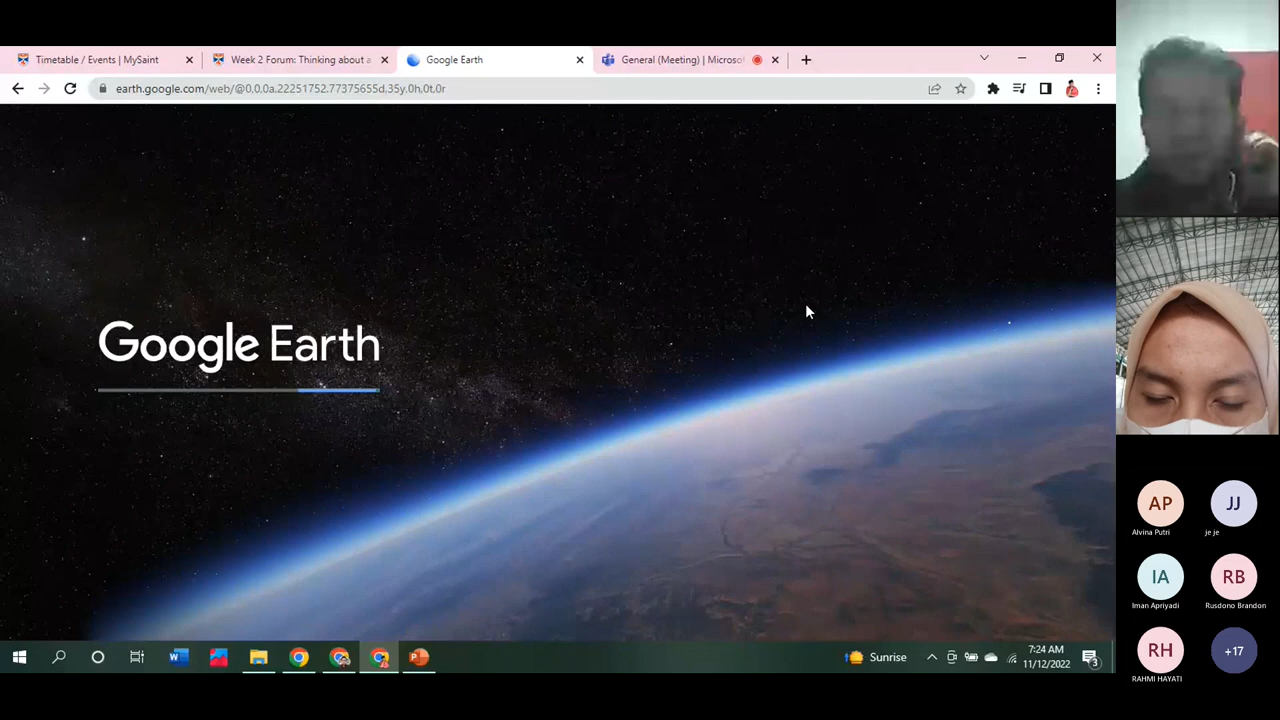 Timetable / Events | MySaint
Week 2 Forum: Thinking about a
Google Earth
General (Meeting) | Microsof
earth.google.com/web/@0,0,0a,22251752.77375655d,35y,0h,0t,0r
Google Earth
AP
JJ
Alvina Putri
je je
IA
RB
Iman Apriyadi
Rusdono Brandon
RH
+17
RAHMI HAYATI
Sunrise
7:24 AM
11/12/2022
3